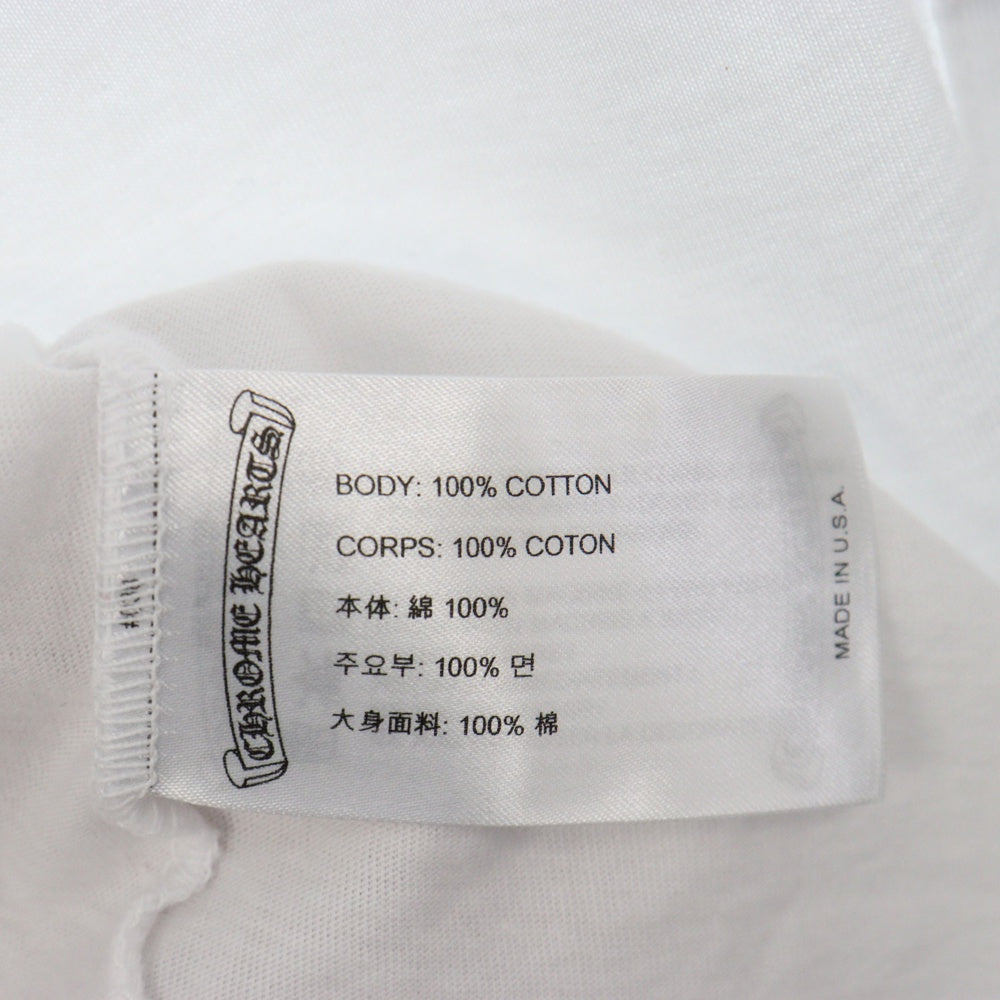 CHROME HEARTS
BODY: 100% COTTON
CORPS: 100% COTON
本体: 綿 100%
주요부: 100% 면
大身面料: 100% 棉
MADE IN U.S.A.